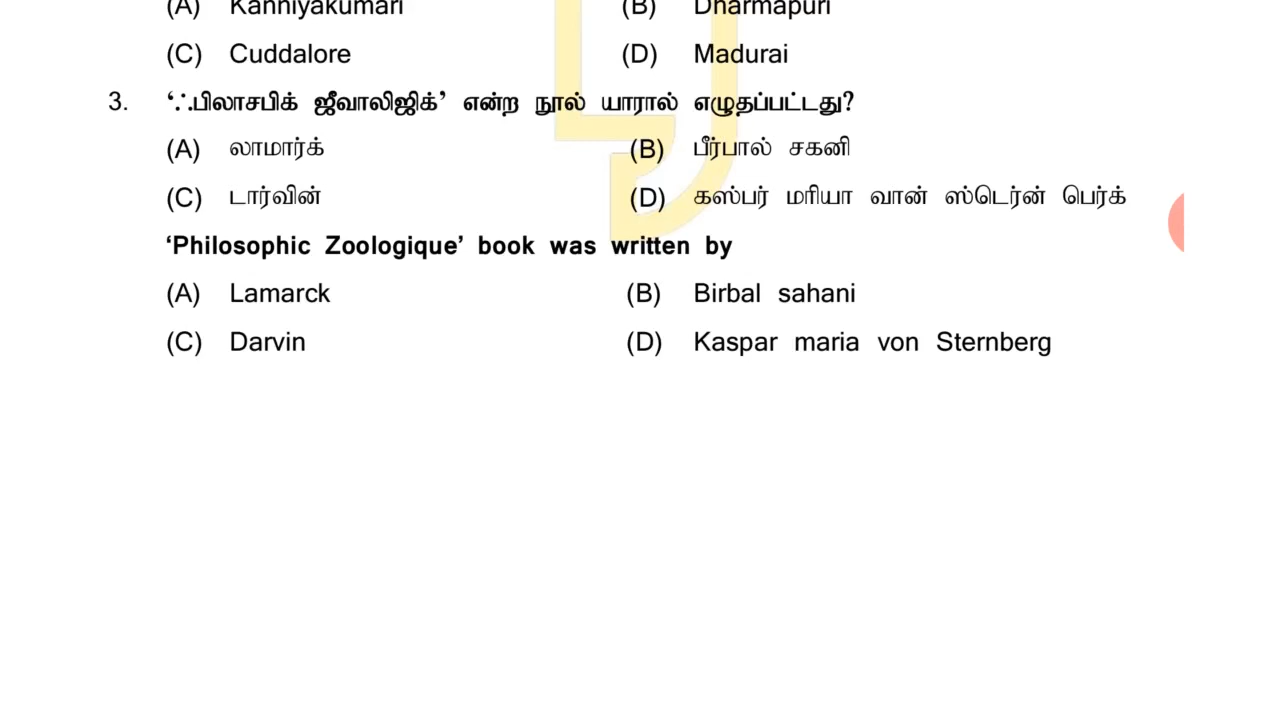 (A) Kanniyakumari (B) Dharmapuri
(C) Cuddalore (D) Madurai
3. ‘ஃபிலாசபிக் ஜீவாலிஜிக்’ என்ற நூல் யாரால் எழுதப்பட்டது?
(A) லாமார்க் (B) பீர்பால் சகனி
(C) டார்வின் (D) கஸ்பர் மரியா வான் ஸ்டெர்ன் பெர்க்
‘Philosophic Zoologique’ book was written by
(A) Lamarck (B) Birbal sahani
(C) Darvin (D) Kaspar maria von Sternberg